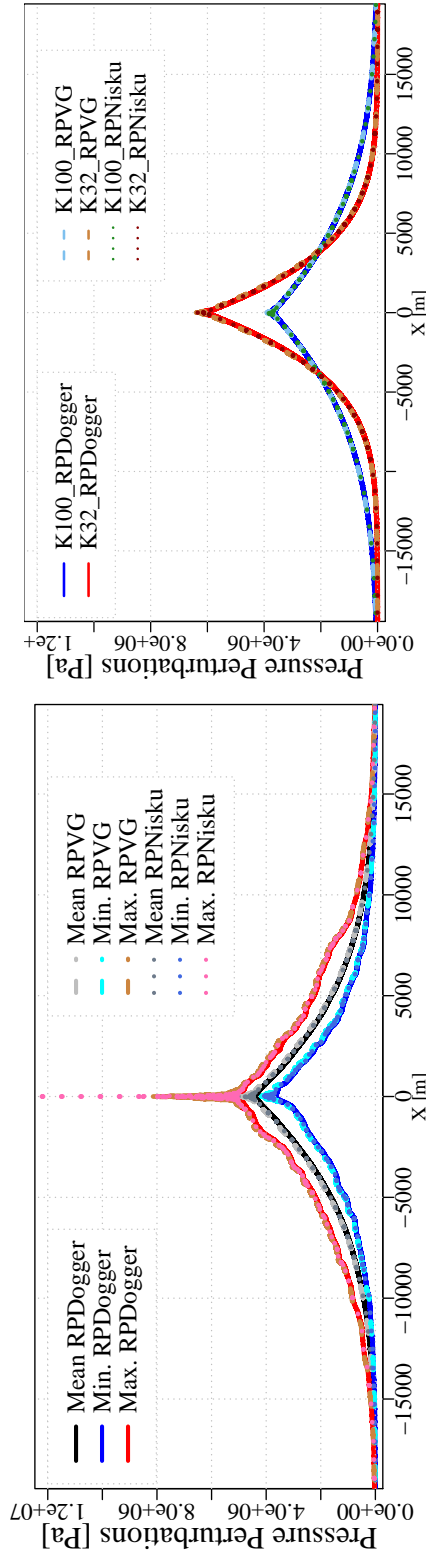 Pressure Perturbations [Pa]
0.0e+00
4.0e+06
8.0e+06
1.2e+07
Mean RPDogger
Min. RPDogger
Max. RPDogger
Mean RPVG
Min. RPVG
Max. RPVG
Mean RPNisku
Min. RPNisku
Max. RPNisku
−15000 −10000 −5000 0 5000 10000 15000
X [m]
Pressure Perturbations [Pa]
0.0e+00
4.0e+06
8.0e+06
1.2e+
K100_RPDogger
K32_RPDogger
K100_RPVG
K32_RPVG
K100_RPNisku
K32_RPNisku
−15000 −5000 0 5000 10000 15000
X [m]